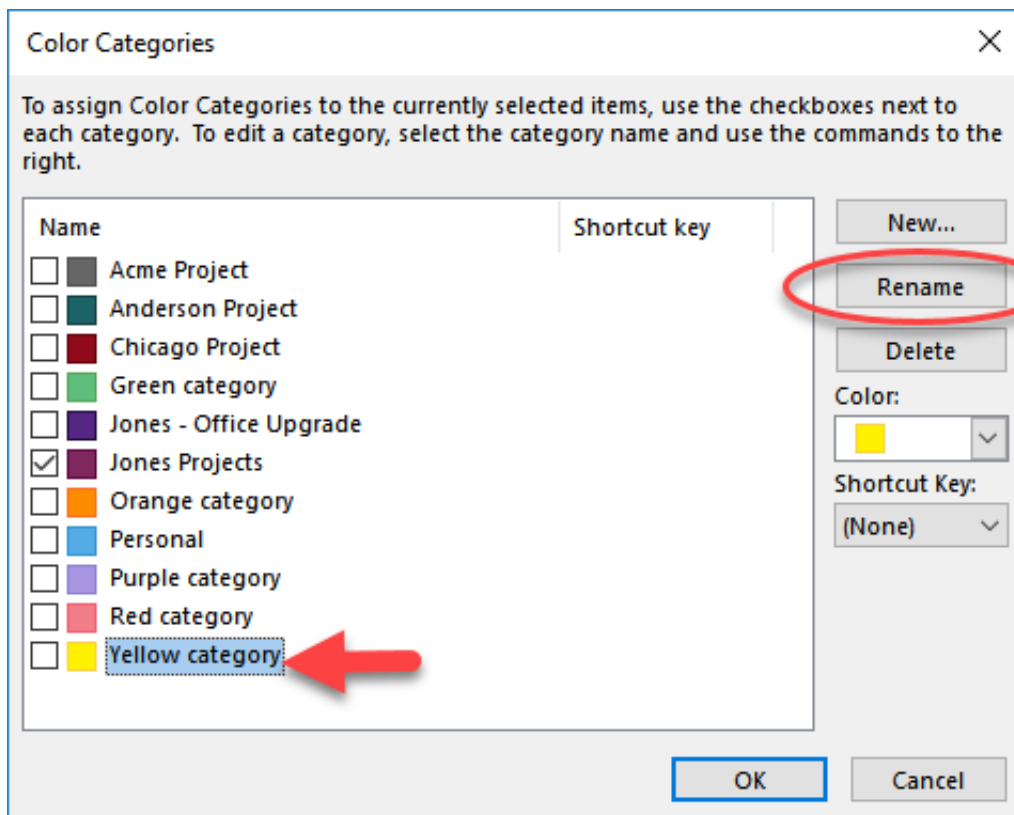 Color Categories
To assign Color Categories to the currently selected items, use the checkboxes next to
each category.  To edit a category, select the category name and use the commands to the
right.
Name
Shortcut key
Acme Project
Anderson Project
Chicago Project
Green category
Jones - Office Upgrade
Jones Projects
Orange category
Personal
Purple category
Red category
Yellow category
New...
Rename
Delete
Color:
Shortcut Key:
(None)
OK
Cancel